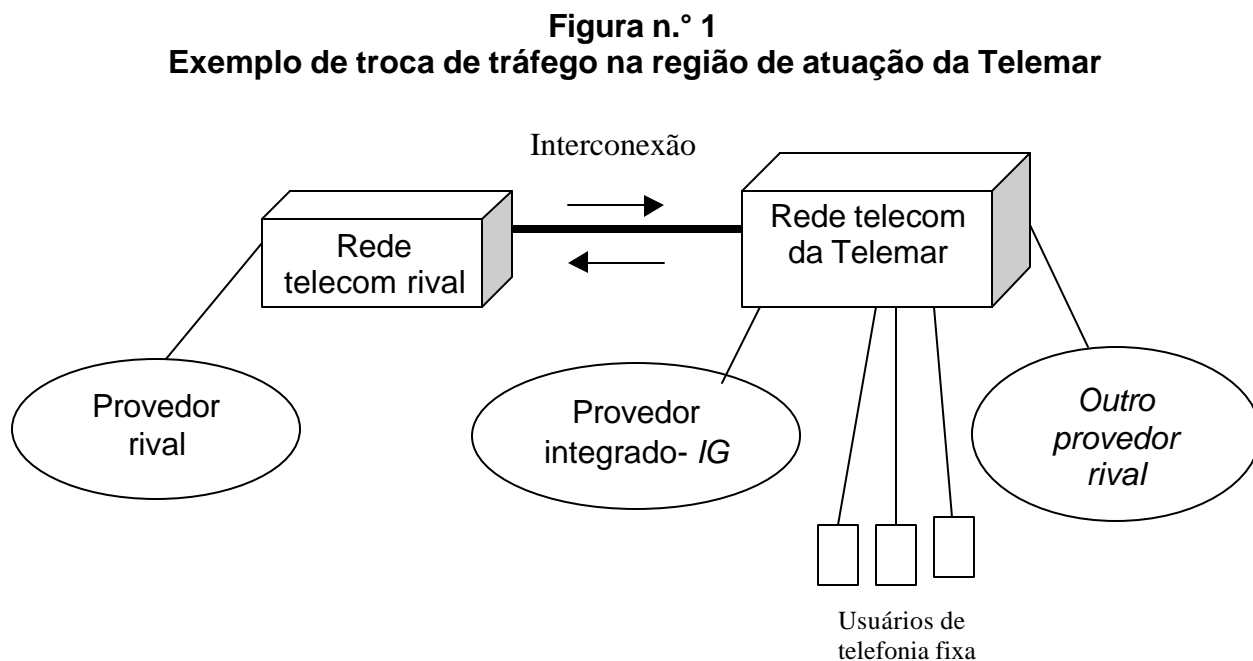 Figura n.° 1
Exemplo de troca de tráfego na região de atuação da Telemar
Interconexão
Rede
telecom rival
Rede telecom
da Telemar
Provedor
rival
Provedor
integrado- IG
Outro
provedor
rival
Usuários de
telefonia fixa